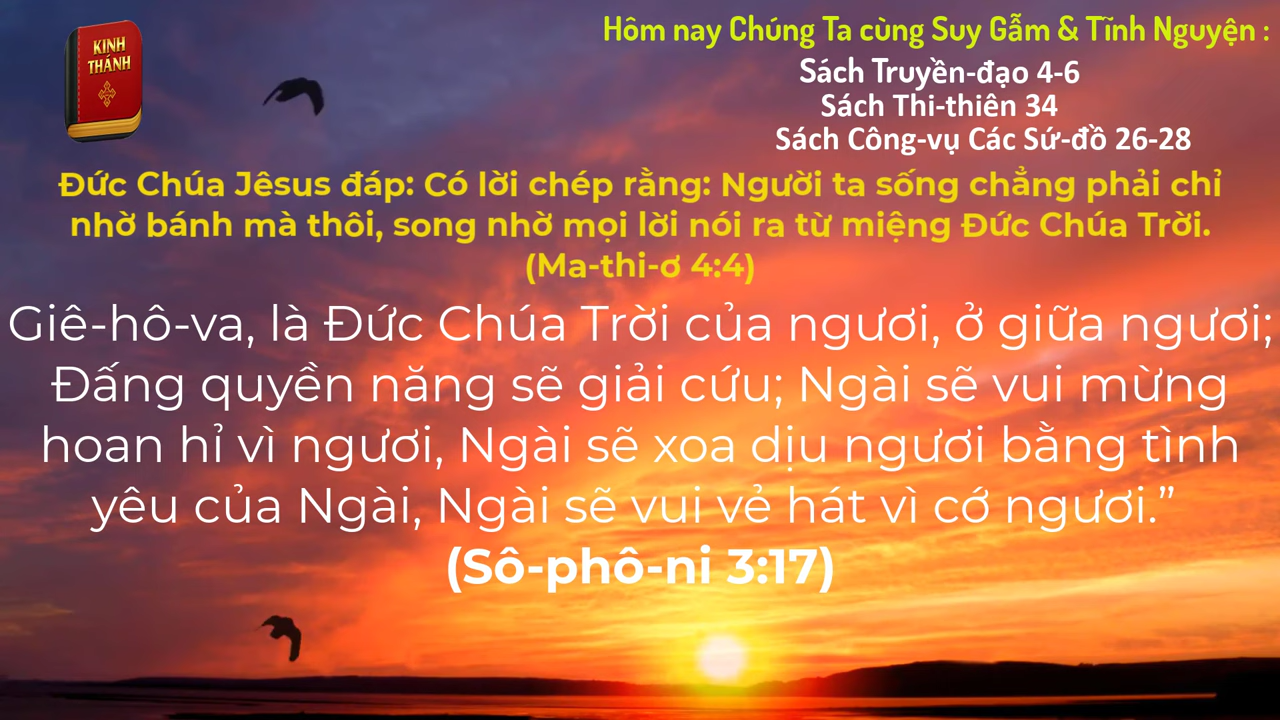 KINH
THÁNH
Hôm nay Chúng Ta cùng Suy Gẫm & Tĩnh Nguyện :
Sách Truyền-đạo 4-6
Sách Thi-thiên 34
Sách Công-vụ Các Sứ-đồ 26-28
Đức Chúa Jêsus đáp: Có lời chép rằng: Người ta sống chẳng phải chỉ
nhờ bánh mà thôi, song nhờ mọi lời nói ra từ miệng Đức Chúa Trời.
(Ma-thi-ơ 4:4)
Giê-hô-va, là Đức Chúa Trời của ngươi, ở giữa ngươi;
Đấng quyền năng sẽ giải cứu; Ngài sẽ vui mừng
hoan hỉ vì ngươi, Ngài sẽ xoa dịu ngươi bằng tình
yêu của Ngài, Ngài sẽ vui vẻ hát vì cớ ngươi.”
(Sô-phô-ni 3:17)